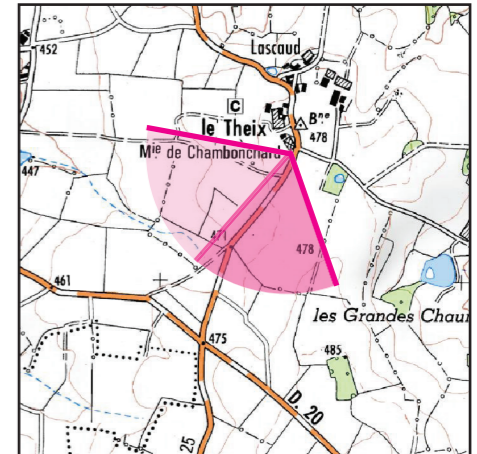 452
Lascaud
C
le Theix
Bne
478
Mie de Chambonchard
447
471
478
461
les Grandes Chau
475
485
D. 20
25